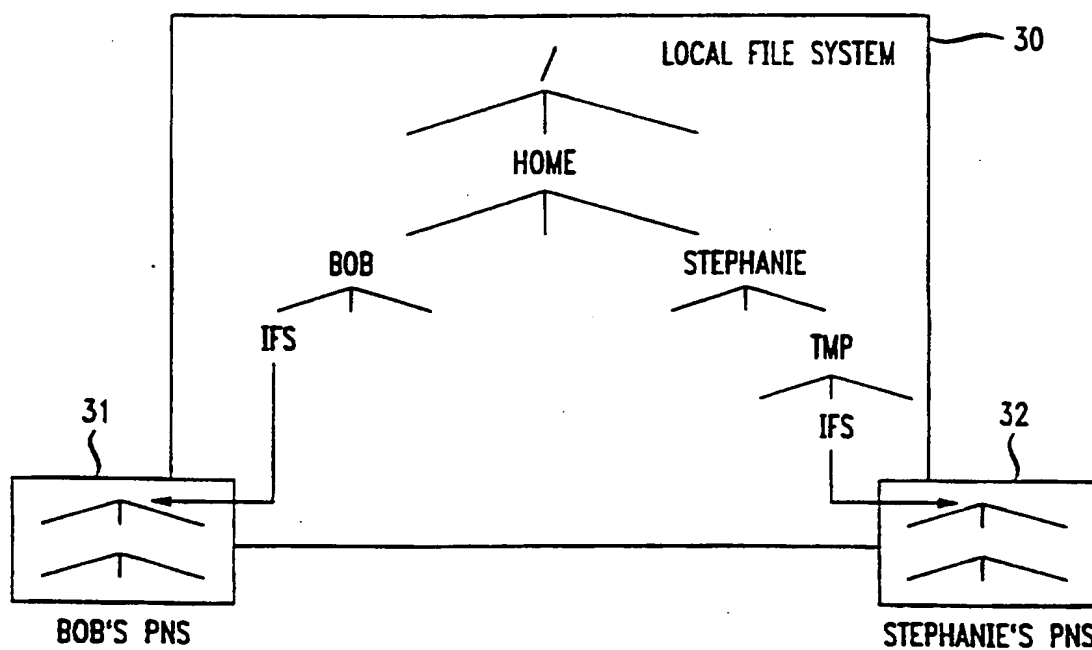 30
LOCAL FILE SYSTEM
/
HOME
BOB
STEPHANIE
IFS
TMP
IFS
31
32
BOB'S PNS
STEPHANIE'S PNS